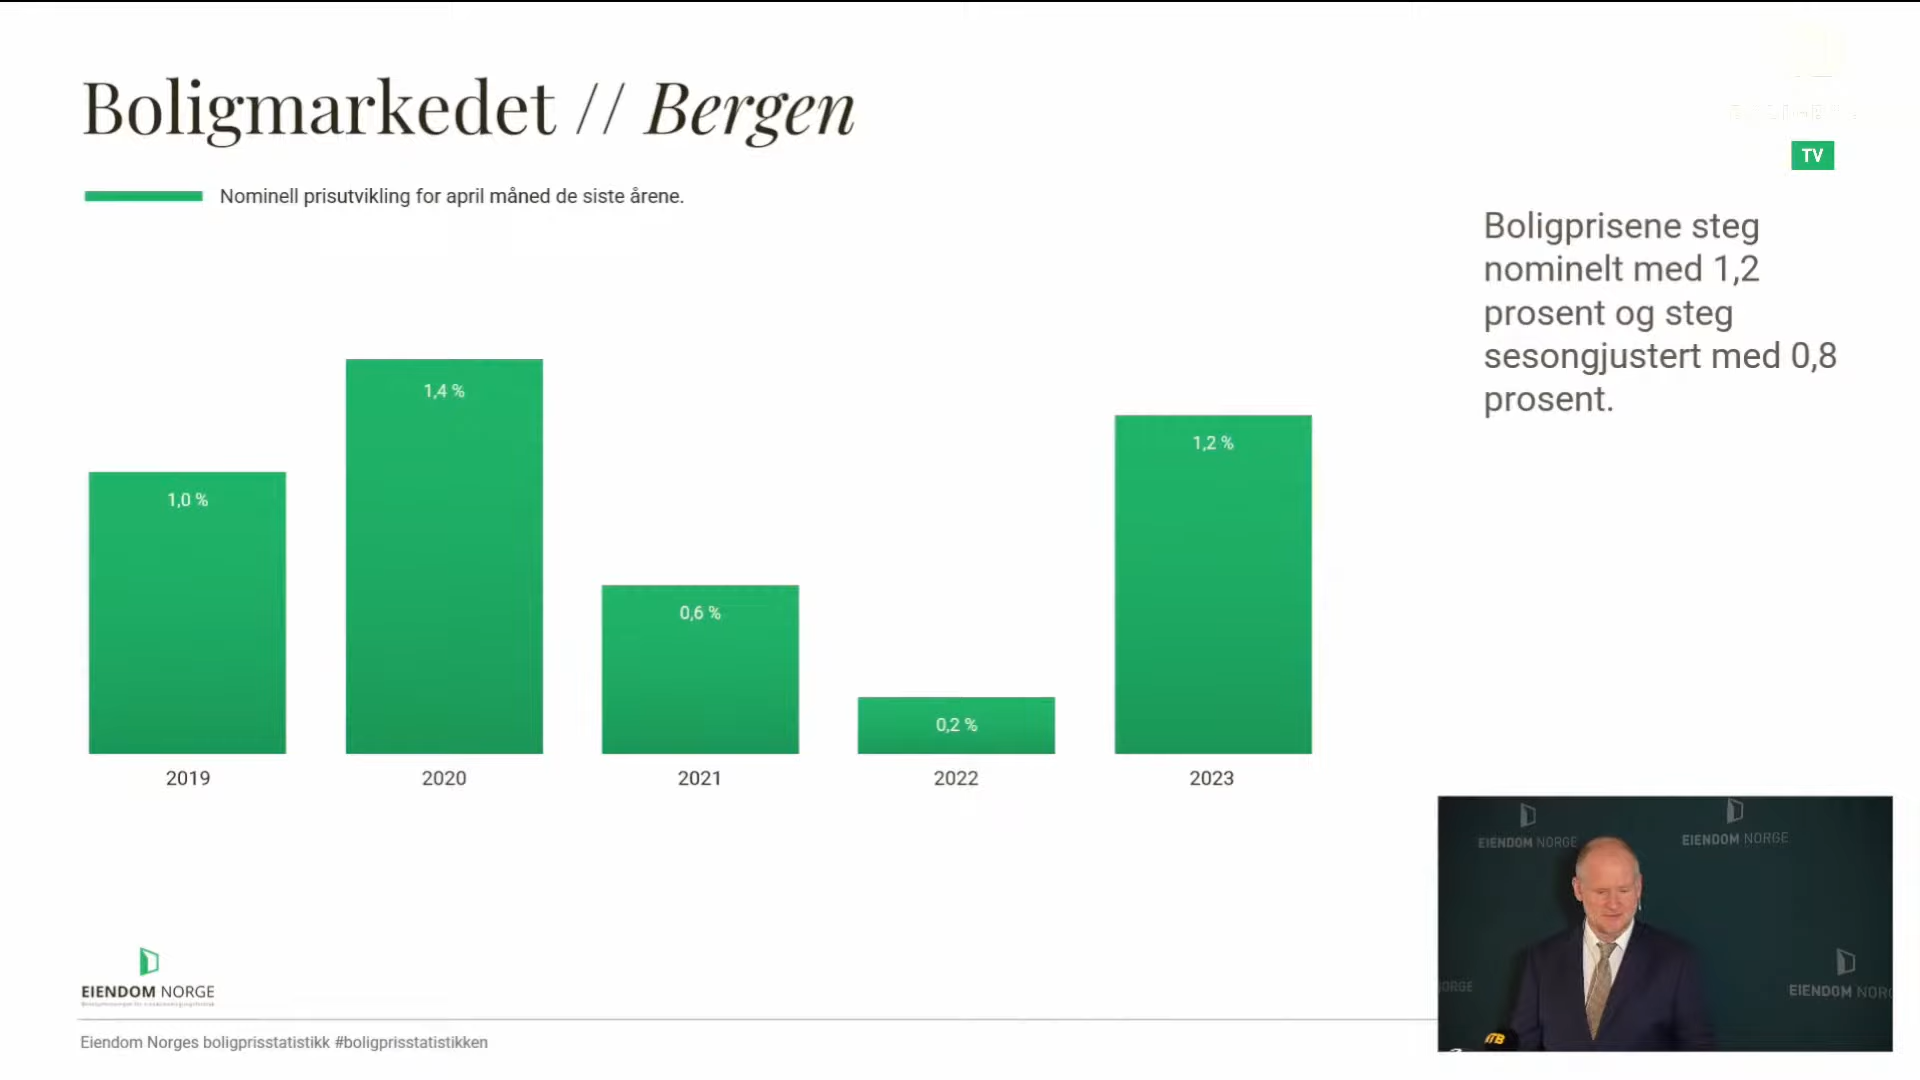 Boligmarkedet // Bergen
TV
Nominell prisutvikling for april måned de siste årene.
Boligprisene steg
nominelt med 1,2
prosent og steg
sesongjustert med 0,8
prosent.
1,0 %
1,4 %
0,6 %
0,2 %
1,2 %
2019
2020
2021
2022
2023
EIENDOM NORGE
EIENDOM NORGE
ORGE
EIENDOM NOR
EIENDOM NORGE
Eiendom Norges boligprisstatistikk #boligprisstatistikken